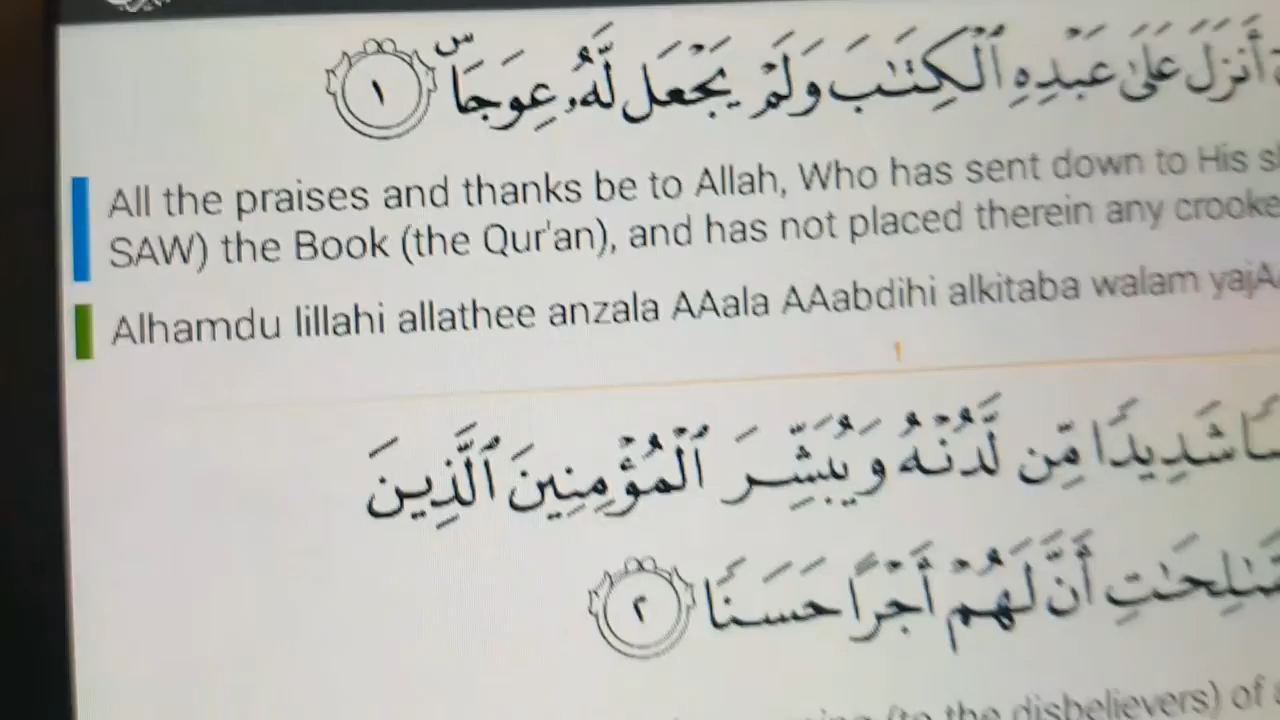 أَنزَلَ عَلَىٰ عَبْدِهِ ٱلْكِتَـٰبَ وَلَمْ يَجْعَل لَّهُۥ عِوَجَاۜ ١
All the praises and thanks be to Allah, Who has sent down to His
SAW) the Book (the Qur'an), and has not placed therein any crooke
Alhamdu lillahi allathee anzala AAala AAabdihi alkitaba walam yajA
شَدِيدًا مِّن لَّدُنْهُ وَيُبَشِّرَ ٱلْمُؤْمِنِينَ ٱلَّذِينَ
أَنَّ لَهُمْ أَجْرًا حَسَنًا ٢
(to the disbelievers) of